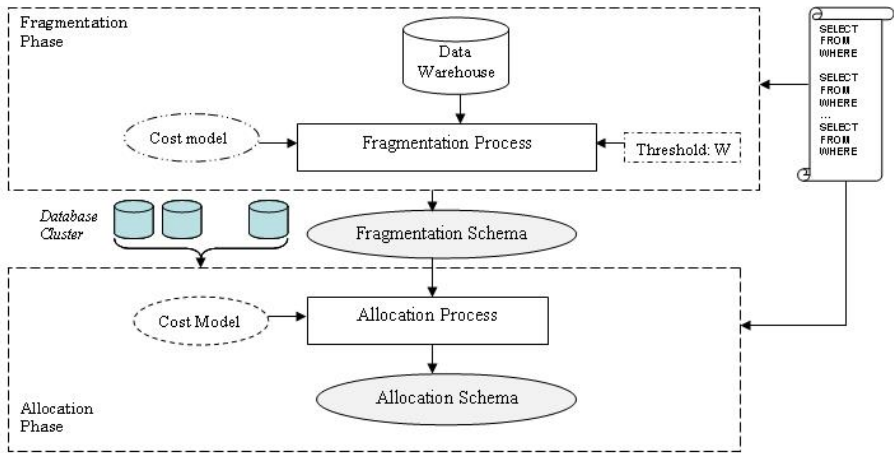 Fragmentation
Phase
Data
Warehouse
Cost model
Fragmentation Process
Threshold: W
SELECT
FROM
WHERE
SELECT
FROM
WHERE
...
SELECT
FROM
WHERE
Database
Cluster
Fragmentation Schema
Cost Model
Allocation Process
Allocation Schema
Allocation
Phase